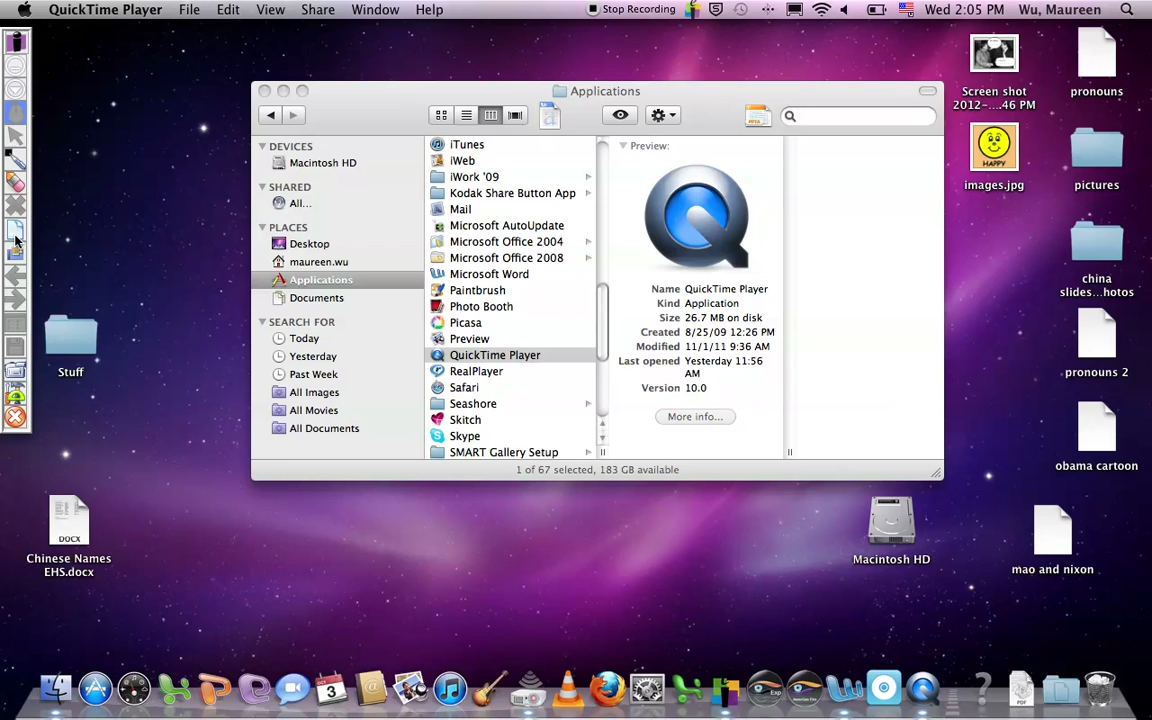 QuickTime Player File Edit View Share Window Help Stop Recording Wed 2:05 PM Wu, Maureen
Applications
DEVICES
Macintosh HD
SHARED
All...
PLACES
Desktop
maureen.wu
Applications
Documents
SEARCH FOR
Today
Yesterday
Past Week
All Images
All Movies
All Documents
iTunes
iWeb
iWork '09
Kodak Share Button App
Mail
Microsoft AutoUpdate
Microsoft Office 2004
Microsoft Office 2008
Microsoft Word
Paintbrush
Photo Booth
Picasa
Preview
QuickTime Player
RealPlayer
Safari
Seashore
Skitch
Skype
SMART Gallery Setup
Preview:
Name QuickTime Player
Kind Application
Size 26.7 MB on disk
Created 8/25/09 12:26 PM
Modified 11/1/11 9:36 AM
Last opened Yesterday 11:56
AM
Version 10.0
More info...
1 of 67 selected, 183 GB available
Screen shot
2012-....46 PM
pronouns
HAPPY
images.jpg
pictures
china
slides...hotos
pronouns 2
obama cartoon
Macintosh HD
mao and nixon
Stuff
DOCX
Chinese Names
EHS.docx
OCT
3
Exp
PDF